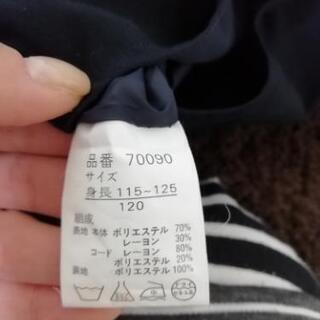 品番 70090
サイズ
身長 115~125
120
組成
表地 本体 ポリエステル 70%
レーヨン 30%
コード レーヨン 80%
ポリエステル 20%
裏地 ポリエステル 100%